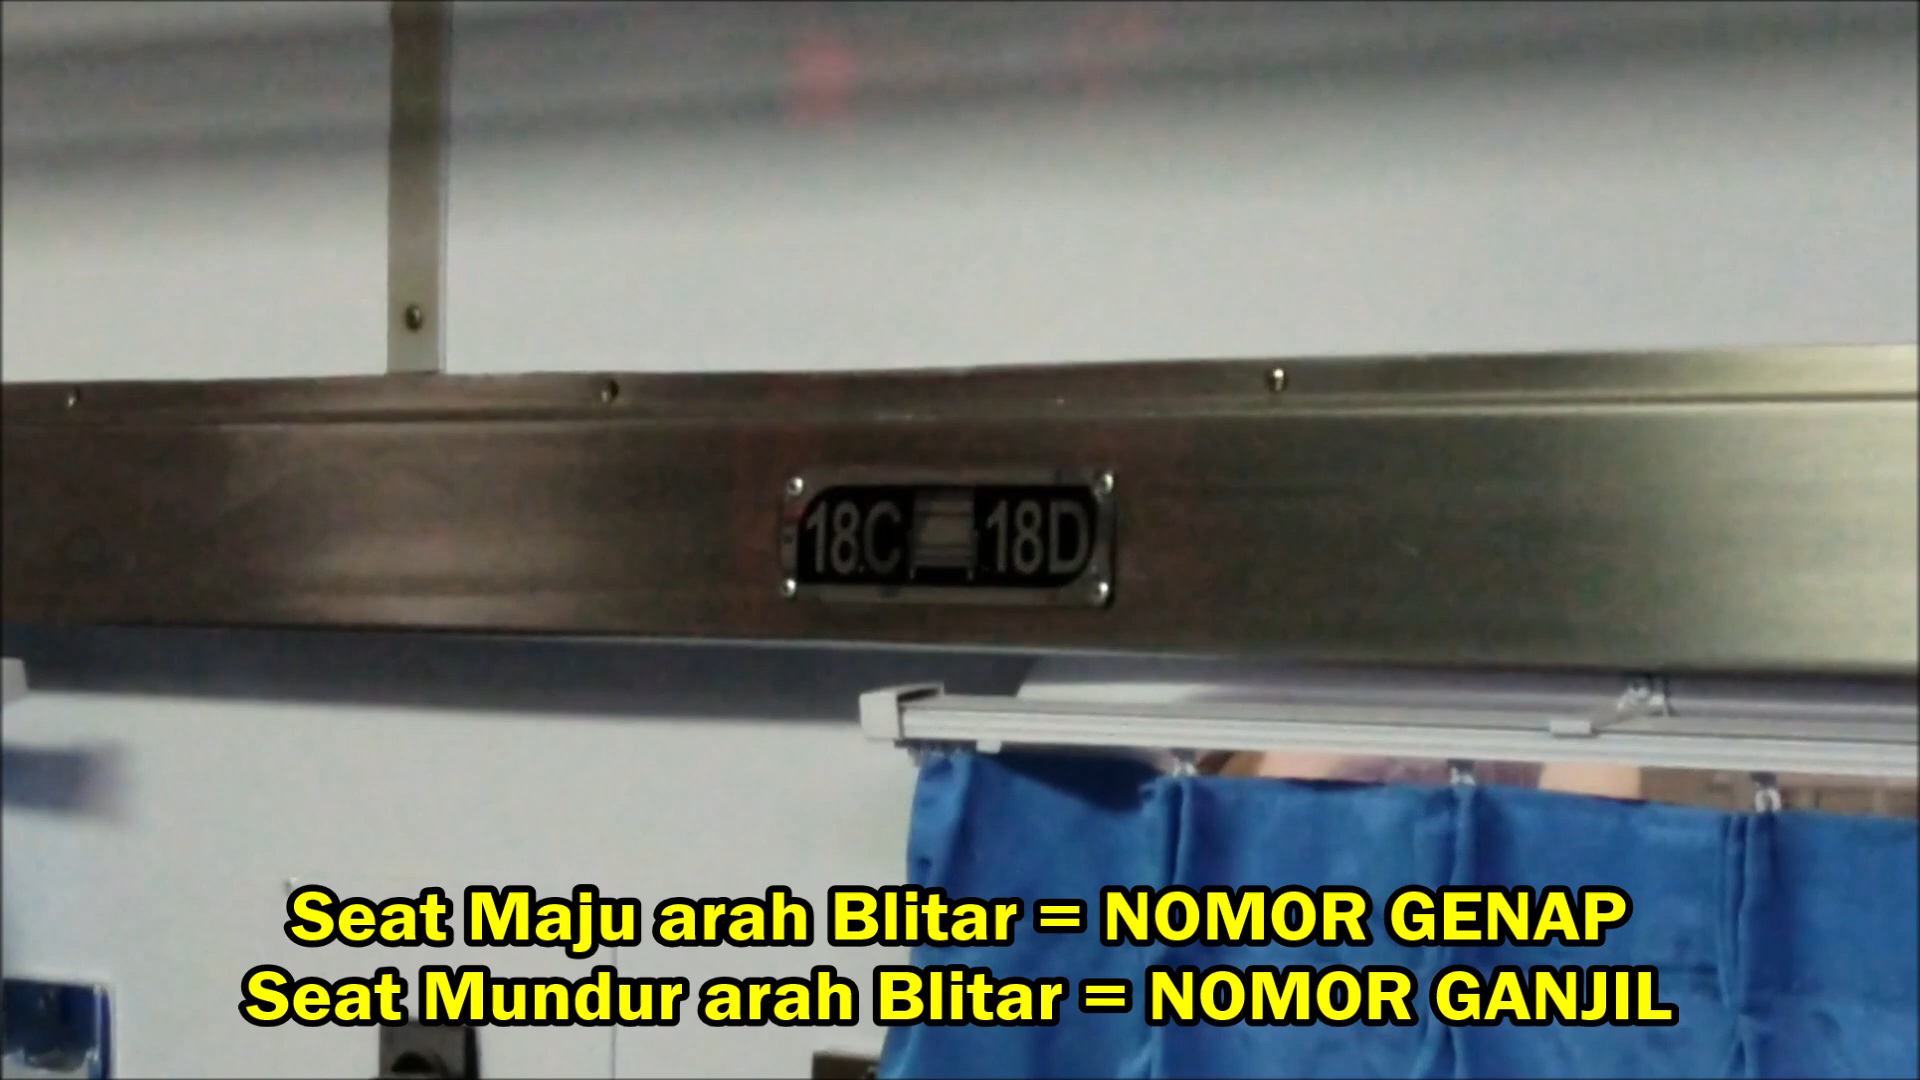 18C 18D
Seat Maju arah Blitar = NOMOR GENAP
Seat Mundur arah Blitar = NOMOR GANJIL